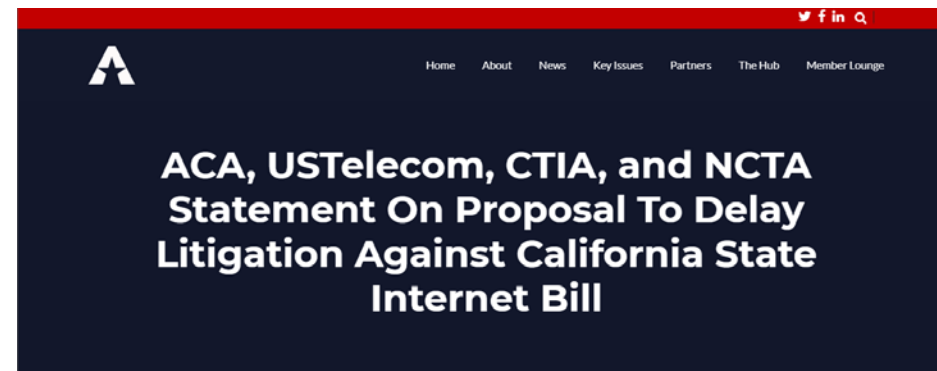 Home About News Key Issues Partners The Hub Member Lounge
ACA, USTelecom, CTIA, and NCTA
Statement On Proposal To Delay
Litigation Against California State
Internet Bill